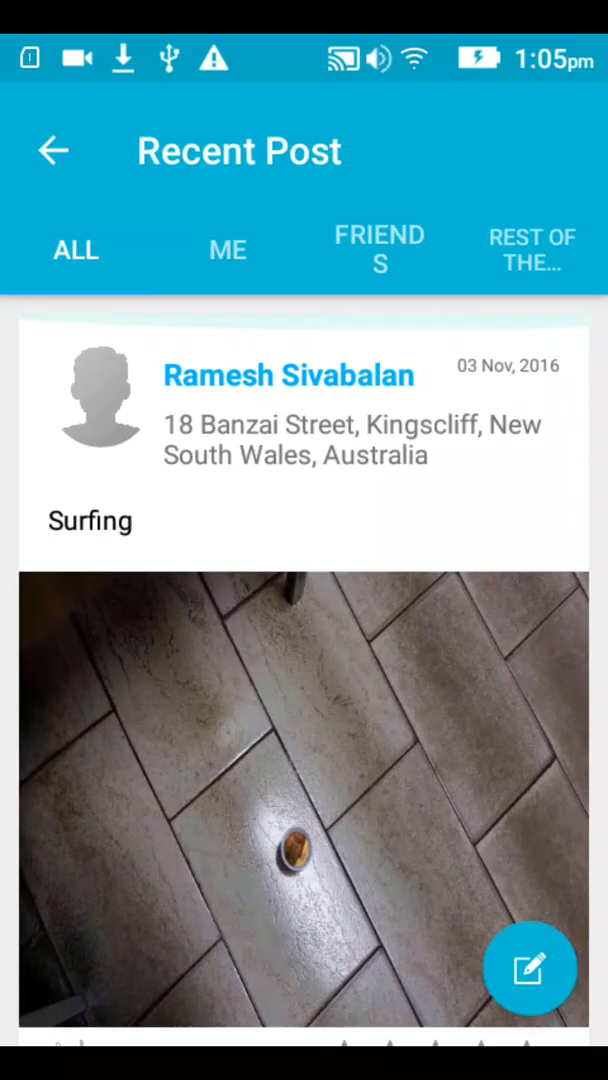 1:05pm
Recent Post
ALL
ME
FRIEND
S
REST OF
THE...
Ramesh Sivabalan
03 Nov, 2016
18 Banzai Street, Kingscliff, New
South Wales, Australia
Surfing